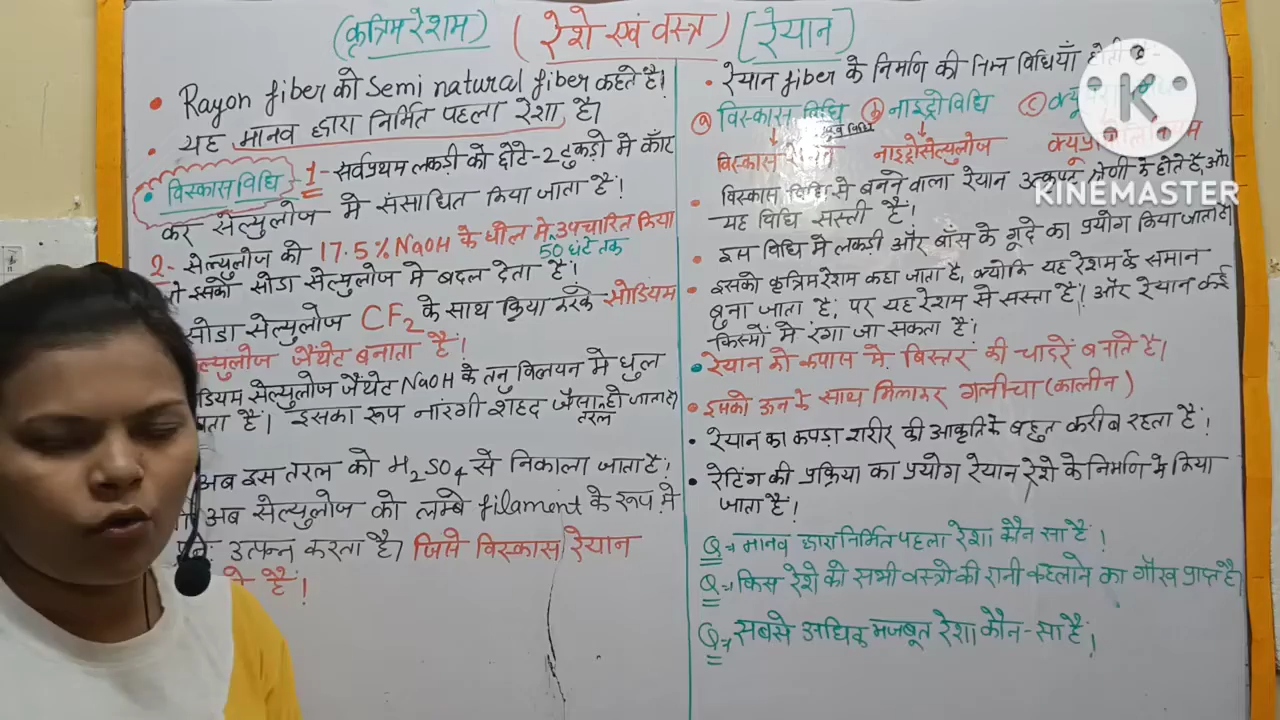 (कृत्रिम रेशम) (रेशे एवं वस्त्र) [रेयान]
• Rayon fiber को Semi natural fiber कहते है।
• यह मानव द्वारा निर्मित पहला रेशा है।
• विस्कास विधि 1- सर्वप्रथम लकड़ी को छोटे-2 टुकड़ो मे काँट
कर सेल्युलोज मे संसाधित किया जाता है।
2- सेल्युलोज को 17.5% NaOH के घोल मे उपचारित किया
50 घंटे तक
इसको सोडा सेल्युलोज मे बदल देता है।
सोडा सेल्युलोज CF2 के साथ क्रिया करके सोडियम
ल्युलोज जैंथेट बनाता है।
डियम सेल्युलोज जैंथेट NaOH के तनु विलयन मे धुल
है। इसका रूप नारंगी शहद जैसा हो जाता है
तरल
अब इस तरल को H2SO4 से निकाला जाता है।
अब सेल्युलोज को लम्बे filament के रूप मे
उत्पन्न करता है। जिसे विस्कास रेयान
है।
• रेयान fiber के निर्माण की निम्न विधियाँ होती है
a विस्कास विधि b नाइट्रो विधि c
विस्कास नाइट्रोसेल्युलोज
• विस्कास विधि मे बनने वाला रेयान उत्कृष्ट श्रेणी के होते है, और
यह विधि सस्ती है।
• इस विधि मे लकड़ी और बाँस के गूदे का प्रयोग किया जाता है
• इसको कृत्रिम रेशम कहा जाता है, क्योकि यह रेशम के समान
बुना जाता है; पर यह रेशम से सस्ता है। और रेयान कई
किस्मों मे रंगा जा सकता है।
• रेयान को कपास मे बिस्तर की चादरें बनाते है।
• इसको ऊन के साथ मिलाकर गलीचा (कालीन)
• रेयान का कपड़ा शरीर की आकृति के बहुत करीब रहता है।
• रेटिंग की प्रक्रिया का प्रयोग रेयान रेशे के निर्माण मे किया
जाता है।
Q→ मानव द्वारा निर्मित पहला रेशा कौन सा है।
Q→ किस रेशे को सभी वस्त्रो की रानी कहलाने का गौरव प्राप्त है
Q→ सबसे अधिक मजबूत रेशा कौन-सा है।
K
KINEMASTER